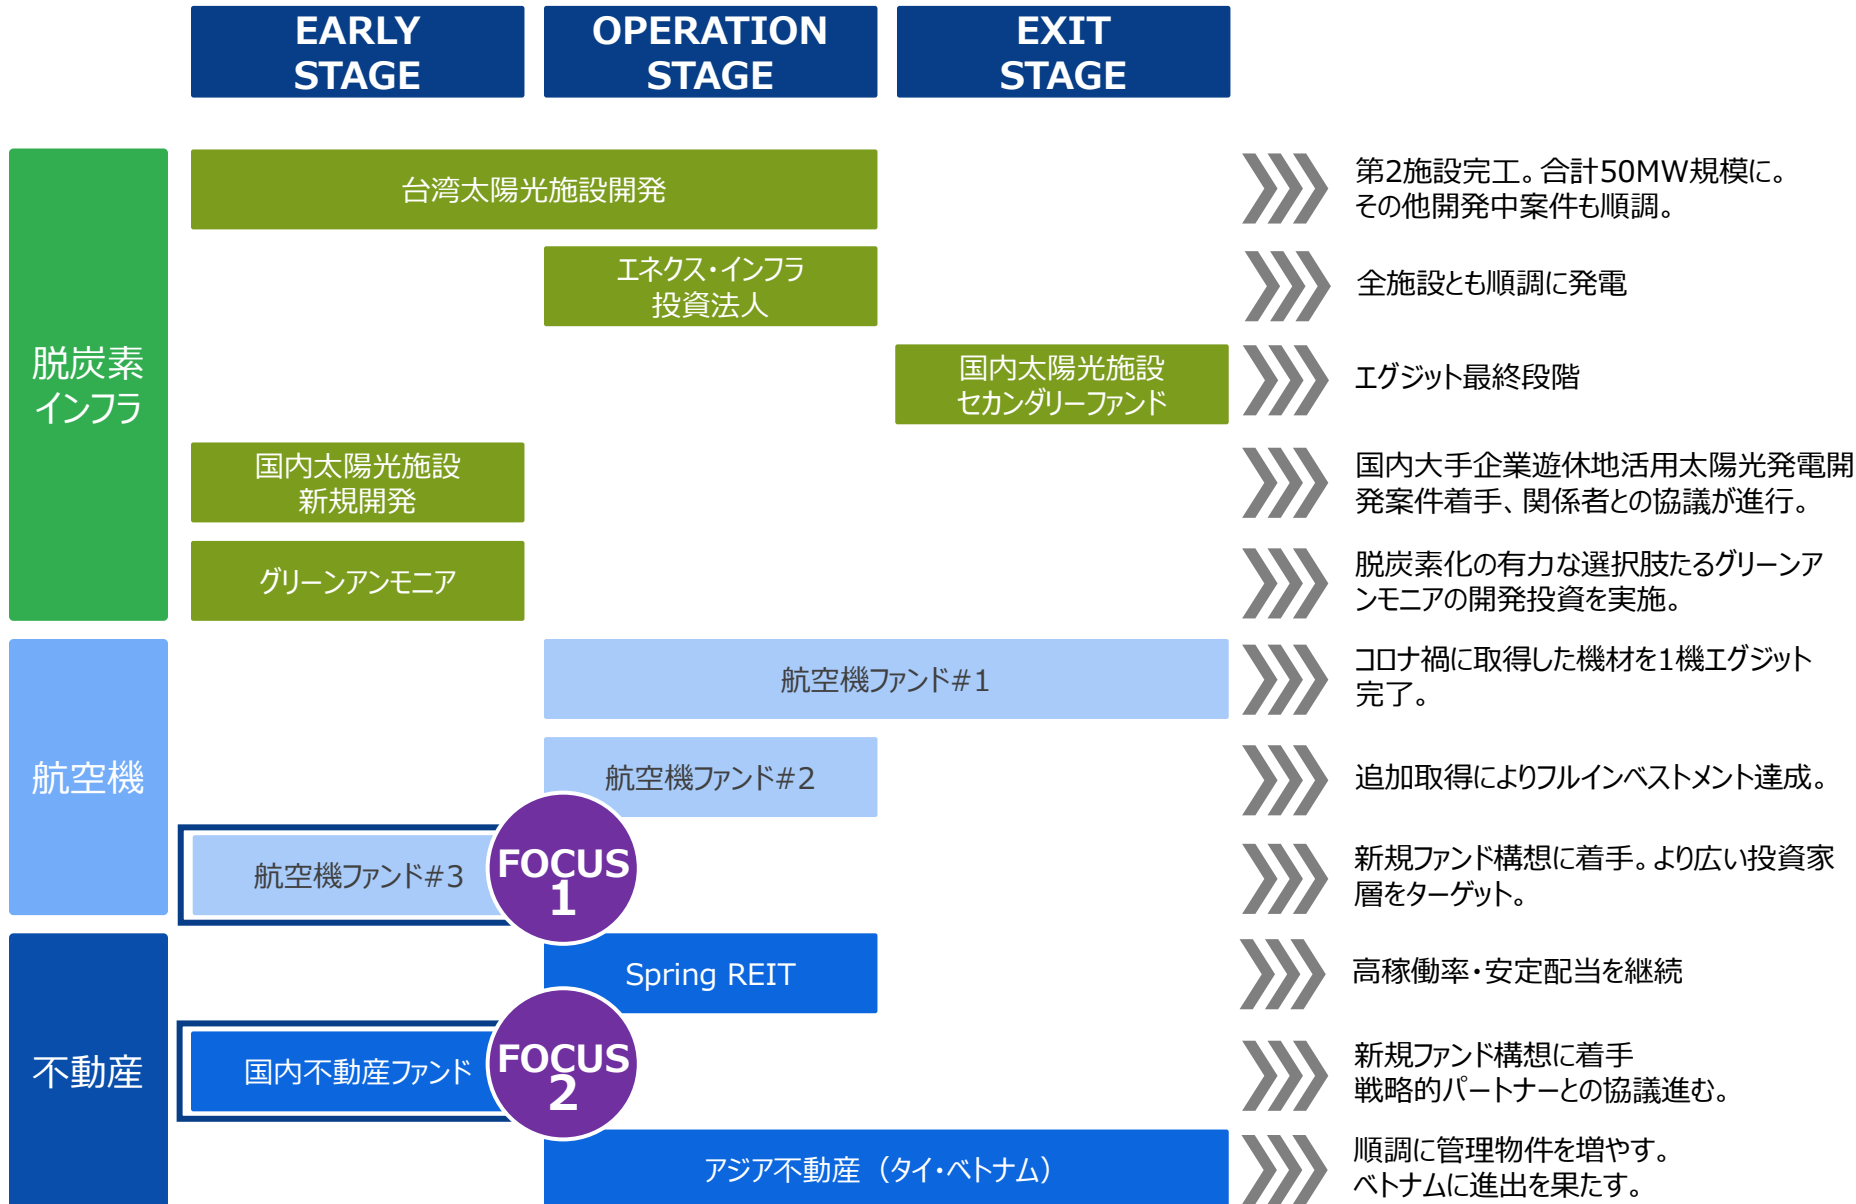 EARLY
STAGE
OPERATION
STAGE
EXIT
STAGE
脱炭素
インフラ
台湾太陽光施設開発
第2施設完工。合計50MW規模に。
その他開発中案件も順調。
エネクス・インフラ
投資法人
全施設とも順調に発電
国内太陽光施設
セカンダリーファンド
エグジット最終段階
国内太陽光施設
新規開発
国内大手企業遊休地活用太陽光発電開
発案件着手、関係者との協議が進行。
グリーンアンモニア
脱炭素化の有力な選択肢たるグリーンア
ンモニアの開発投資を実施。
航空機
航空機ファンド#1
コロナ禍に取得した機材を1機エグジット
完了。
航空機ファンド#2
追加取得によりフルインベストメント達成。
航空機ファンド#3
FOCUS
1
新規ファンド構想に着手。より広い投資家
層をターゲット。
不動産
Spring REIT
高稼働率・安定配当を継続
国内不動産ファンド
FOCUS
2
新規ファンド構想に着手
戦略的パートナーとの協議進む。
アジア不動産（タイ・ベトナム）
順調に管理物件を増やす。
ベトナムに進出を果たす。